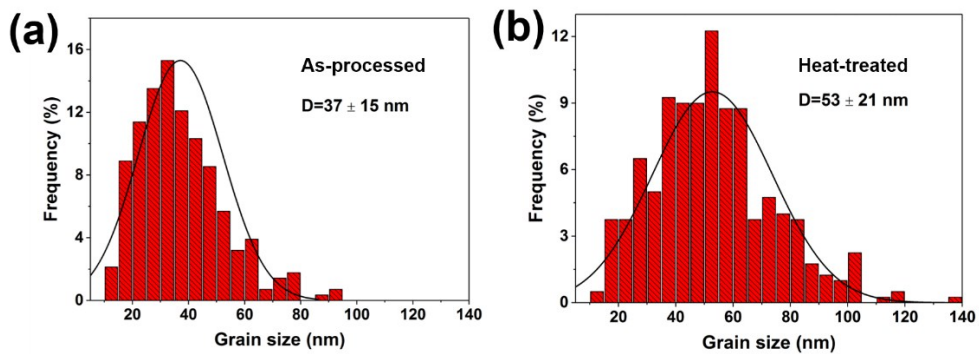 (a)
As-processed
D=37 ± 15 nm
Frequency (%)
16
12
8
4
0
20 40 60 80 100 120 140
Grain size (nm)
(b)
Heat-treated
D=53 ± 21 nm
Frequency (%)
12
9
6
3
0
20 40 60 80 100 120 140
Grain size (nm)